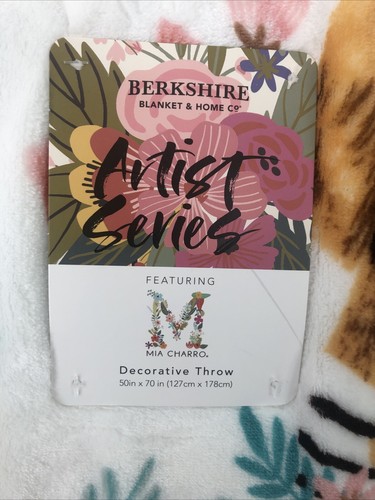 BERKSHIRE
BLANKET & HOME CO®
Artist
Series
FEATURING
M
MIA CHARRO®
Decorative Throw
50in x 70 in (127cm x 178cm)